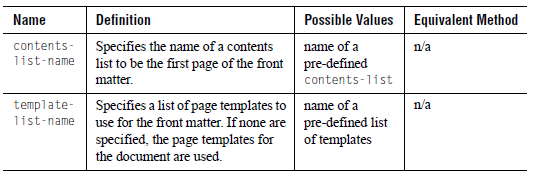 Name Definition Possible Values Equivalent Method
contents-list-name Specifies the name of a contents list to be the first page of the front matter. name of a pre-defined contents-list n/a
template-list-name Specifies a list of page templates to use for the front matter. If none are specified, the page templates for the document are used. name of a pre-defined list of templates n/a